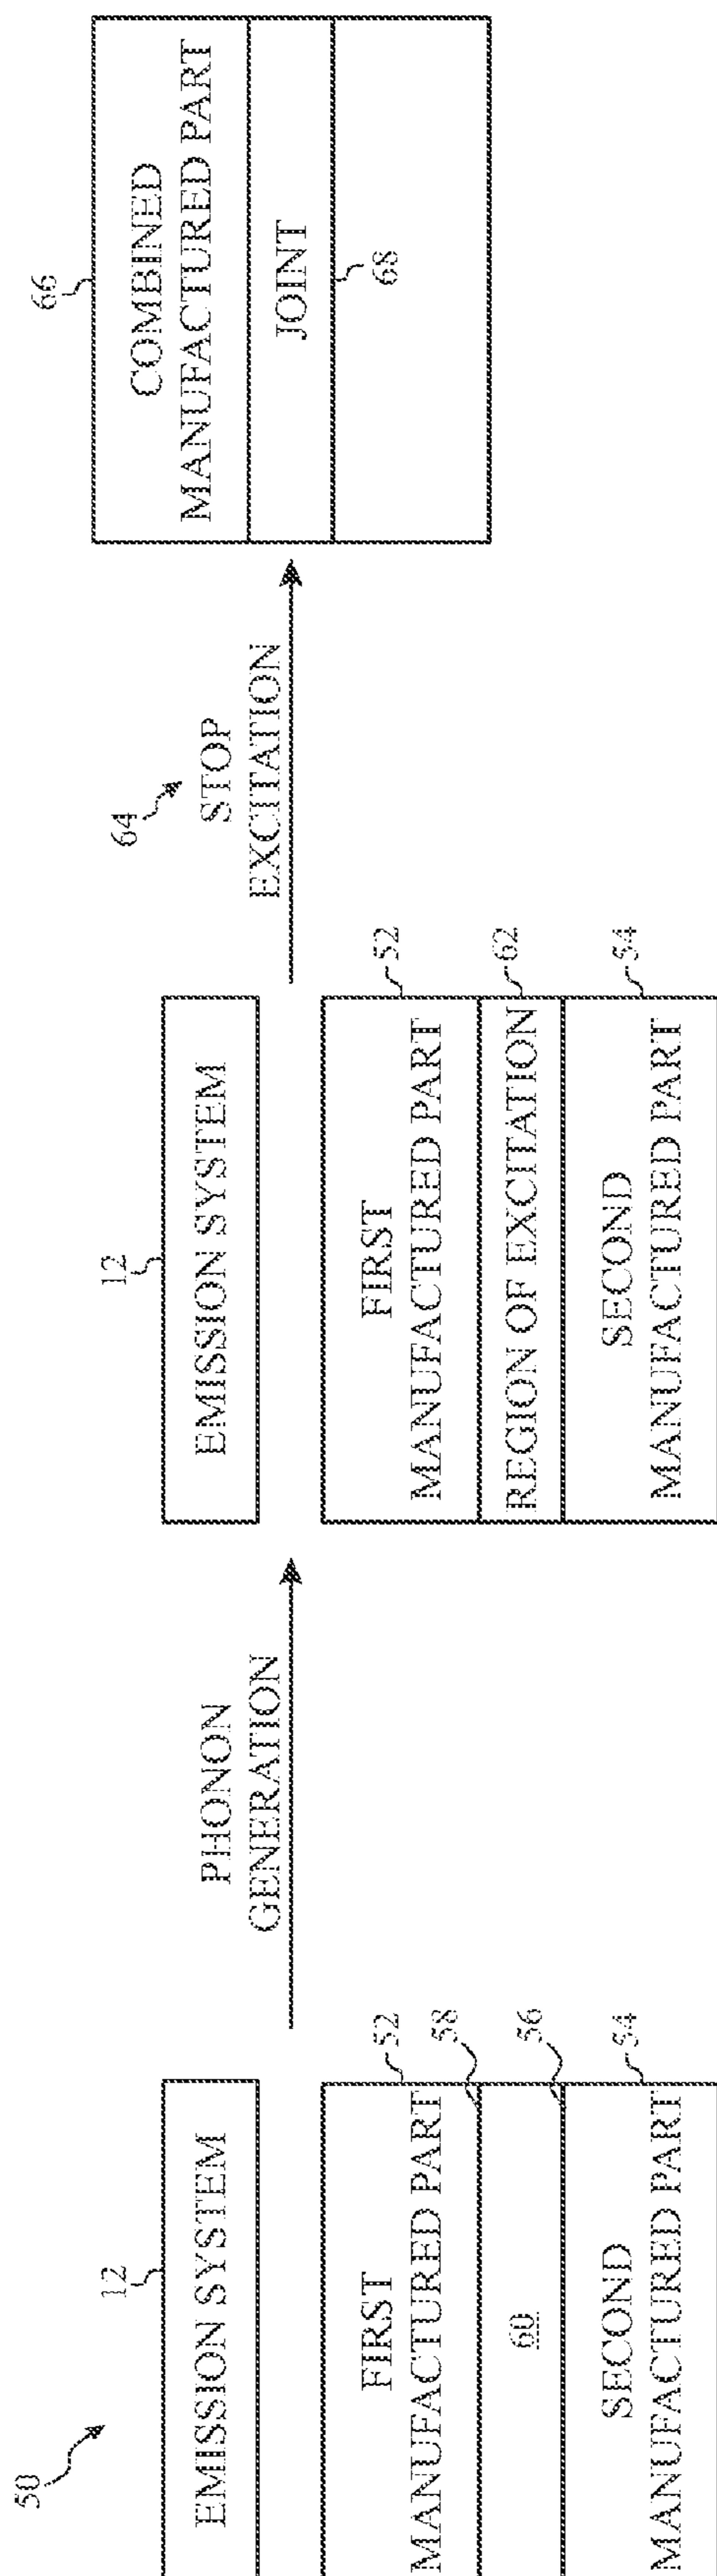 50
12
EMISSION SYSTEM
FIRST
MANUFACTURED PART
52
58
60
56
SECOND
MANUFACTURED PART
54
PHONON
GENERATION
12
EMISSION SYSTEM
FIRST
MANUFACTURED PART
52
REGION OF EXCITATION
62
SECOND
MANUFACTURED PART
54
64
STOP
EXCITATION
66
COMBINED
MANUFACTURED PART
JOINT
68